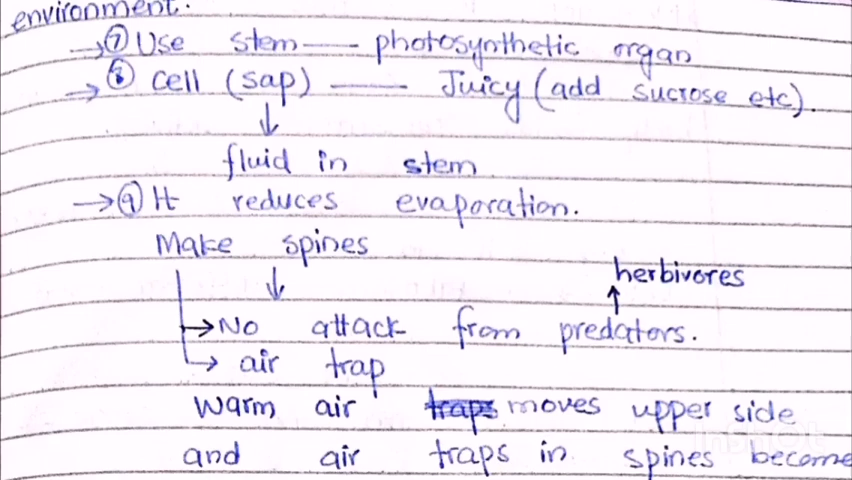 environment.
→ ⑦ Use stem — photosynthetic organ
→ ⑧ Cell (sap) — Juicy (add sucrose etc).
↓
fluid in stem
→ ⑨ It reduces evaporation.
Make spines
↓
herbivores
↑
→ No attack from predators.
→ air trap
warm air ~~traps~~ moves upper side
and air traps in spines become